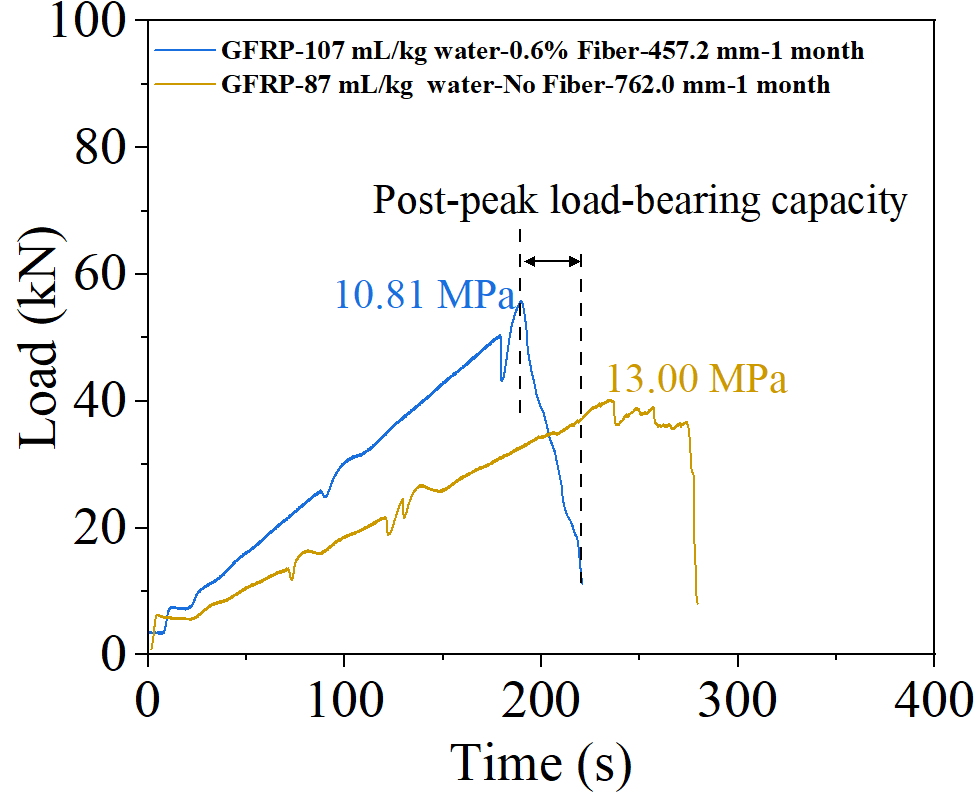 100
GFRP-107 mL/kg water-0.6% Fiber-457.2 mm-1 month
GFRP-87 mL/kg  water-No Fiber-762.0 mm-1 month
80
Post-peak load-bearing capacity
60
10.81 MPa
13.00 MPa
40
20
0
Load (kN)
0 100 200 300 400
Time (s)